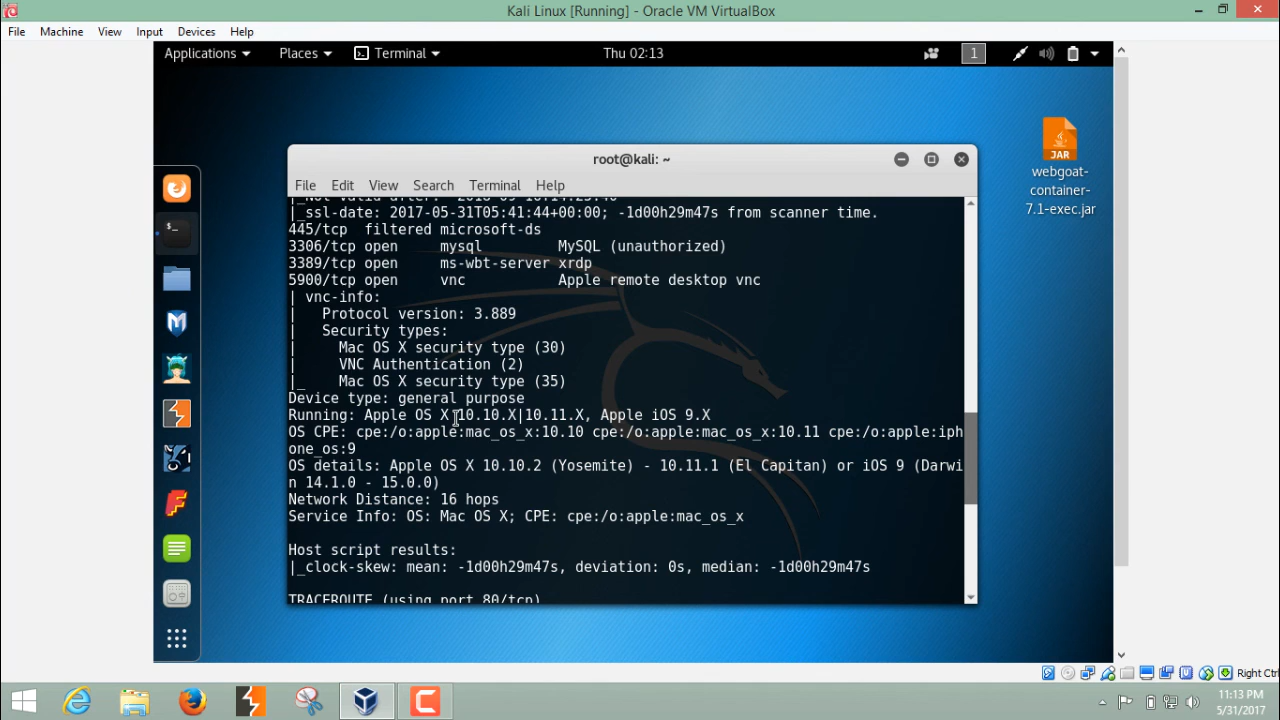 Kali Linux [Running] - Oracle VM VirtualBox
File Machine View Input Devices Help
Applications Places Terminal Thu 02:13 1
JAR
webgoat-
container-
7.1-exec.jar
root@kali: ~
File Edit View Search Terminal Help
|_Not valid after: 2018-09-16T14:23:40
|_ssl-date: 2017-05-31T05:41:44+00:00; -1d00h29m47s from scanner time.
445/tcp filtered microsoft-ds
3306/tcp open mysql MySQL (unauthorized)
3389/tcp open ms-wbt-server xrdp
5900/tcp open vnc Apple remote desktop vnc
| vnc-info:
| Protocol version: 3.889
| Security types:
| Mac OS X security type (30)
| VNC Authentication (2)
|_ Mac OS X security type (35)
Device type: general purpose
Running: Apple OS X 10.10.X|10.11.X, Apple iOS 9.X
OS CPE: cpe:/o:apple:mac_os_x:10.10 cpe:/o:apple:mac_os_x:10.11 cpe:/o:apple:iph
one_os:9
OS details: Apple OS X 10.10.2 (Yosemite) - 10.11.1 (El Capitan) or iOS 9 (Darwi
n 14.1.0 - 15.0.0)
Network Distance: 16 hops
Service Info: OS: Mac OS X; CPE: cpe:/o:apple:mac_os_x
Host script results:
|_clock-skew: mean: -1d00h29m47s, deviation: 0s, median: -1d00h29m47s
TRACEROUTE (using port 80/tcp)
Right Ctrl
11:13 PM
5/31/2017